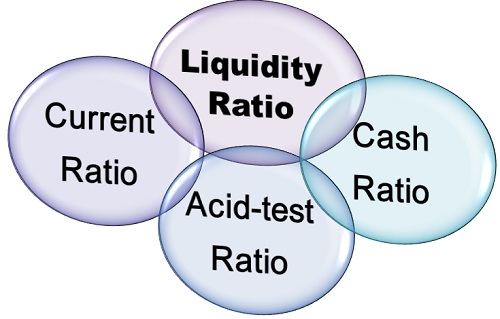 Liquidity
Ratio
Current
Ratio
Cash
Ratio
Acid-test
Ratio